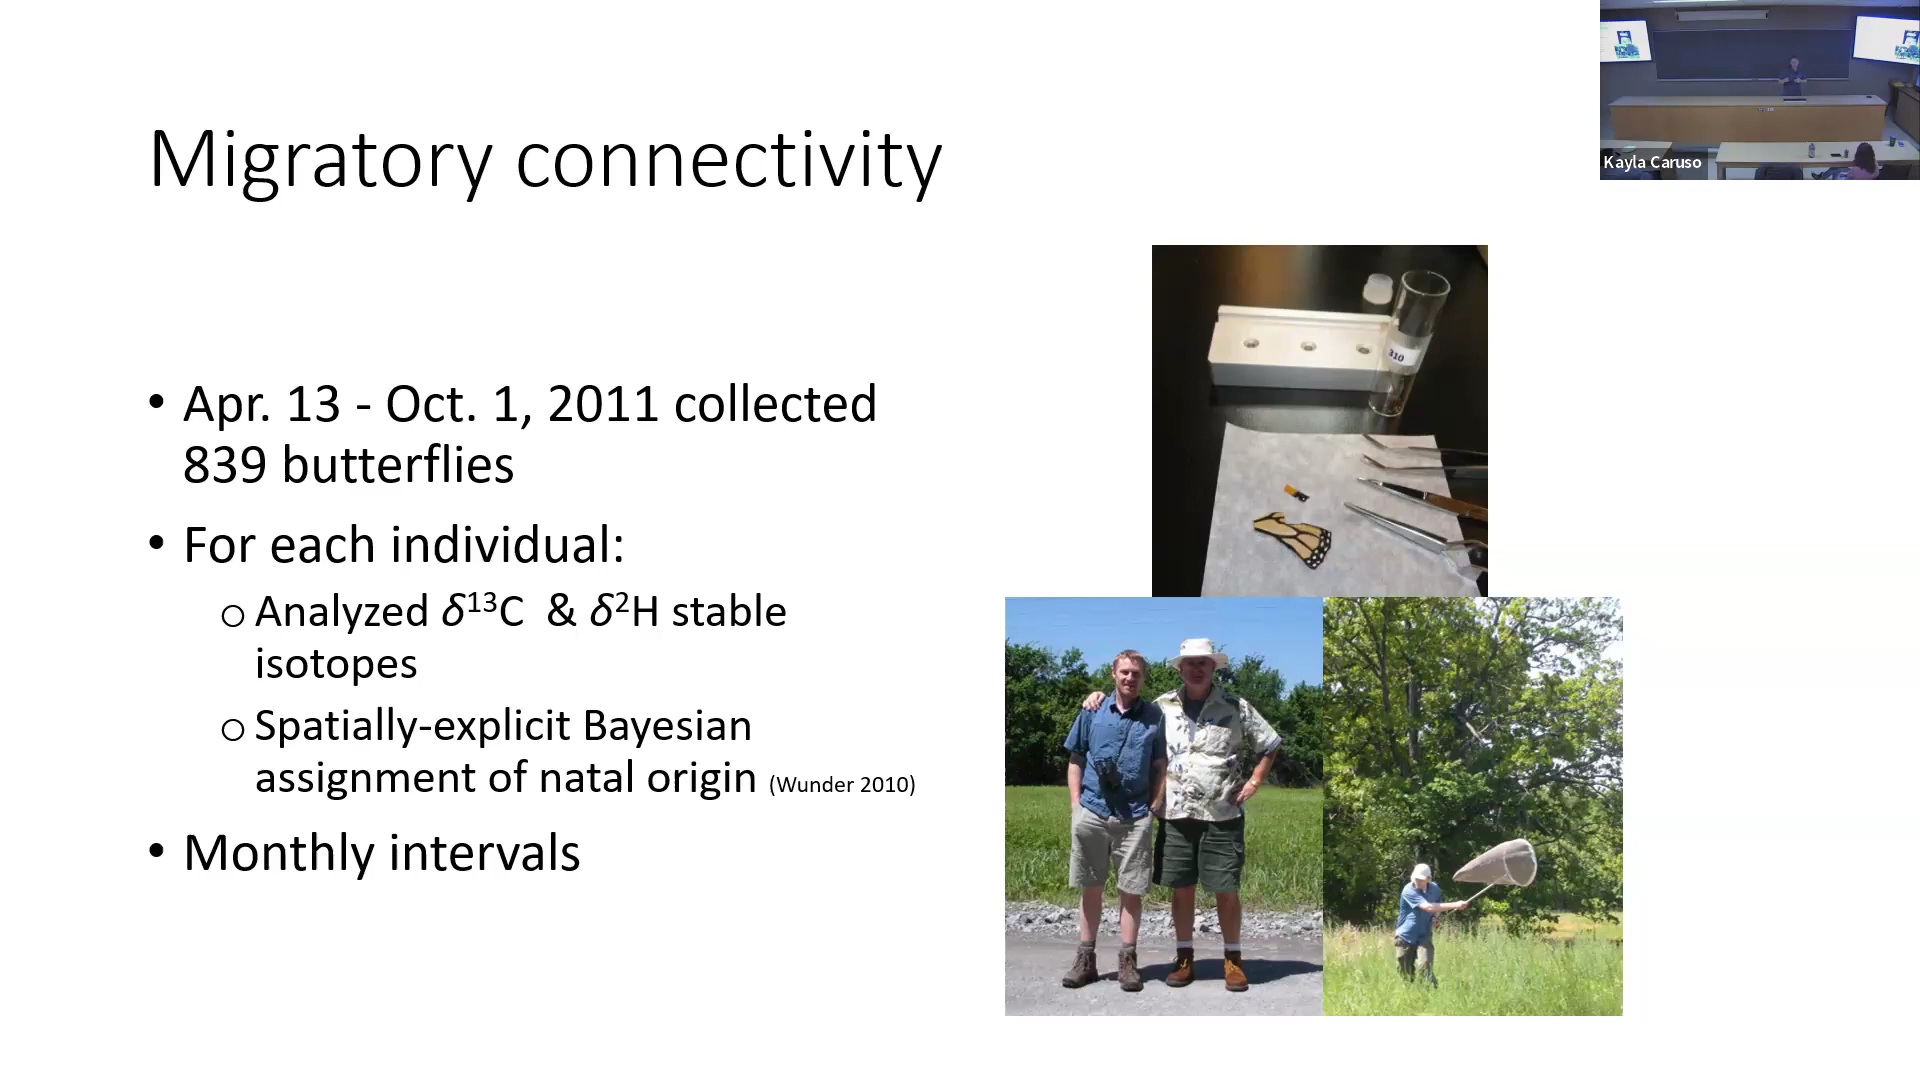 Migratory connectivity
Kayla Caruso
• Apr. 13 - Oct. 1, 2011 collected
839 butterflies
• For each individual:
o Analyzed δ¹³C & δ²H stable
isotopes
o Spatially-explicit Bayesian
assignment of natal origin (Wunder 2010)
• Monthly intervals
310